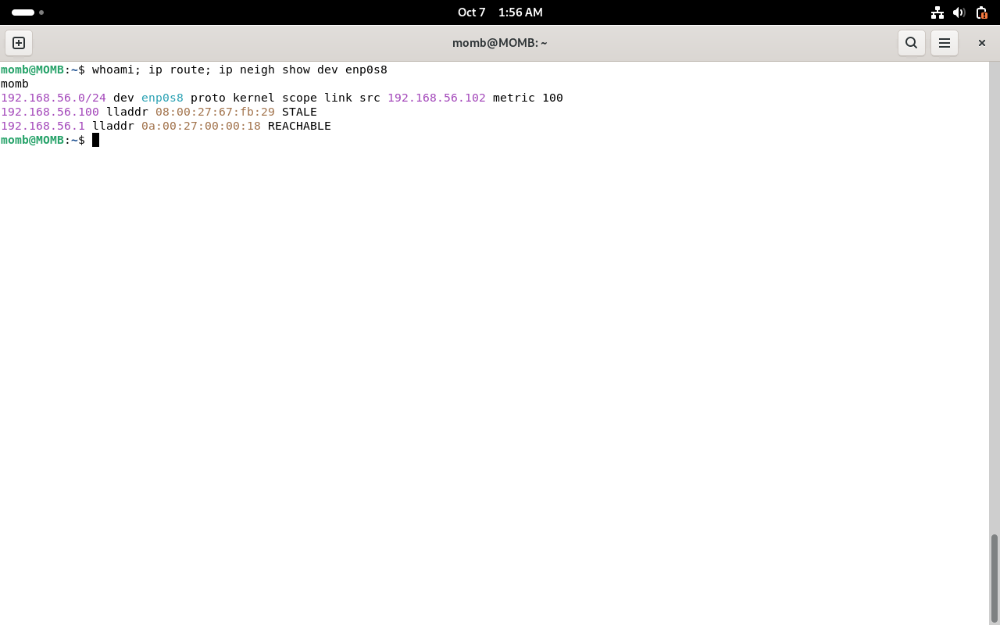 Oct 7 1:56 AM
momb@MOMB: ~
momb@MOMB:~$ whoami; ip route; ip neigh show dev enp0s8
momb
192.168.56.0/24 dev enp0s8 proto kernel scope link src 192.168.56.102 metric 100
192.168.56.100 lladdr 08:00:27:67:fb:29 STALE
192.168.56.1 lladdr 0a:00:27:00:00:18 REACHABLE
momb@MOMB:~$